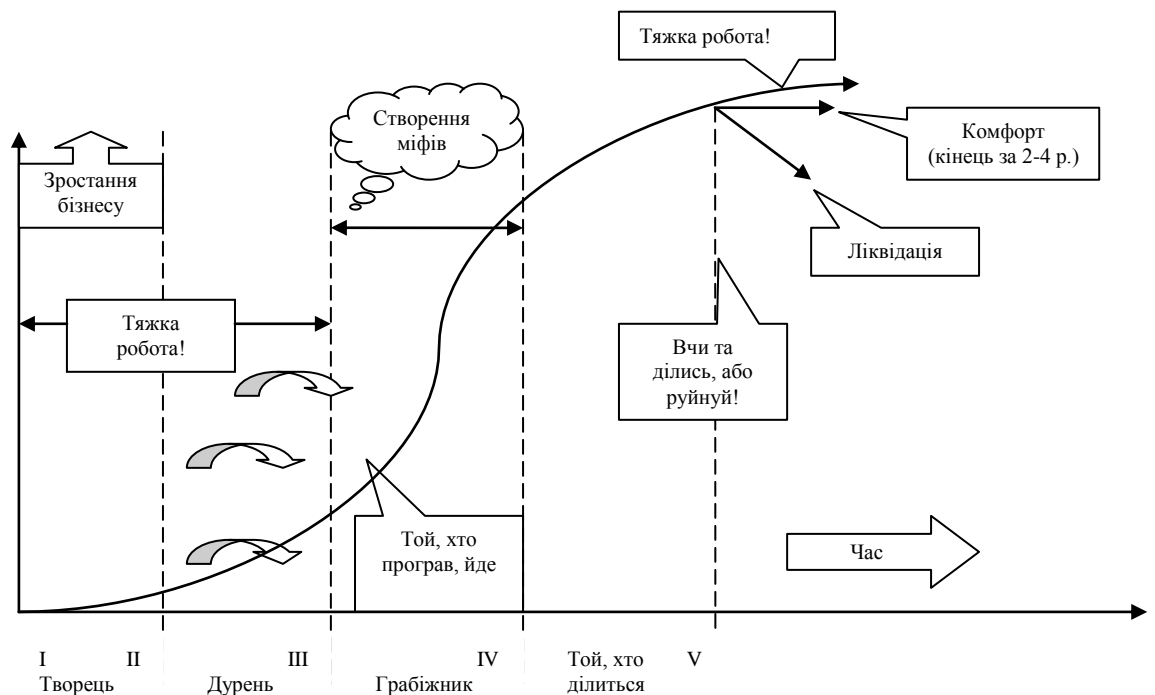 Тяжка робота!
Створення
міфів
Комфорт
(кінець за 2-4 р.)
Зростання
бізнесу
Ліквідація
Тяжка
робота!
Вчи та
ділись, або
руйнуй!
Той, хто
програв, йде
Час
I II III IV Той, хто V
Творець Дурень Грабіжник ділиться